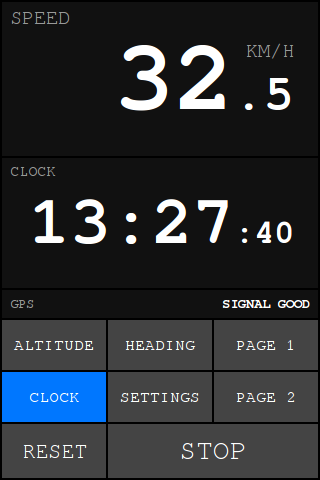 SPEED
KM/H
32.5
CLOCK
13:27:40
GPS SIGNAL GOOD
ALTITUDE HEADING PAGE 1
CLOCK SETTINGS PAGE 2
RESET STOP